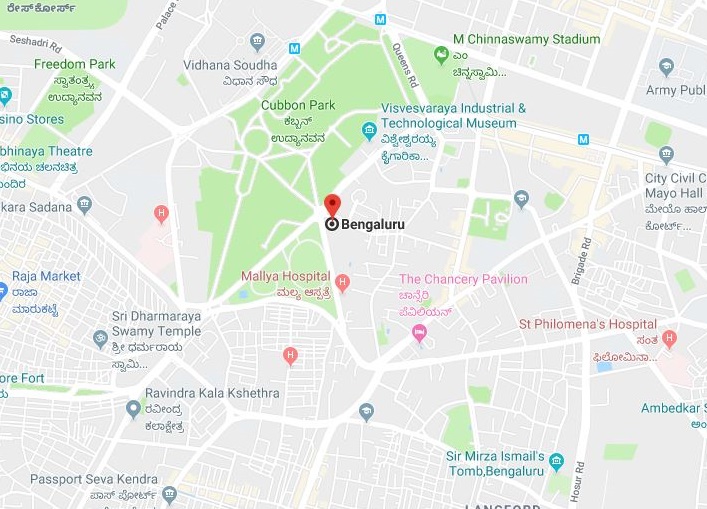 ರೇಸ್‌ಕೋರ್ಸ್
Seshadri Rd
Palace
M
M
Queens Rd
M Chinnaswamy Stadium
ಎಂ
ಚಿನ್ನಸ್ವಾಮಿ...
Vidhana Soudha
ವಿಧಾನ ಸೌಧ
Freedom Park
ಸ್ವಾತಂತ್ರ್ಯ
ಉದ್ಯಾನವನ
Army Publ
sino Stores
Cubbon Park
ಕಬ್ಬನ್
ಉದ್ಯಾನವನ
Visvesvaraya Industrial &
Technological Museum
ವಿಶ್ವೇಶ್ವರಯ್ಯ
ಕೈಗಾರಿಕಾ...
M
bhinaya Theatre
ಭಿನಯ ಚಲನಚಿತ್ರ
ಂದಿರ
City Civil C
Mayo Hall
ಮೇಯೊ ಹಾಲ್
ಕೋರ್ಟ್...
kara Sadana
H
Bengaluru
Brigade Rd
Raja Market
ರಾಜಾ
ಮಾರುಕಟ್ಟೆ
Mallya Hospital
ಮಲ್ಯ ಆಸ್ಪತ್ರೆ
H
The Chancery Pavilion
ಚಾನ್ಸೆರಿ
ಪೆವಿಲಿಯನ್
Sri Dharmaraya
Swamy Temple
ಶ್ರೀ ಧರ್ಮರಾಯ
ಸ್ವಾಮಿ...
St Philomena's Hospital
ಸಂತ
ಫಿಲೋಮಿನಾ...
H
H
ore Fort
ರು
Ravindra Kala Kshethra
ರವೀಂದ್ರ
ಕಲಾಕ್ಷೇತ್ರ
Ambedkar S
ಅಂ
Sir Mirza Ismail's
Tomb,Bengaluru
Hosur Rd
Passport Seva Kendra
ಪಾಸ್ ಪೋರ್ಟ್
LANGFORD